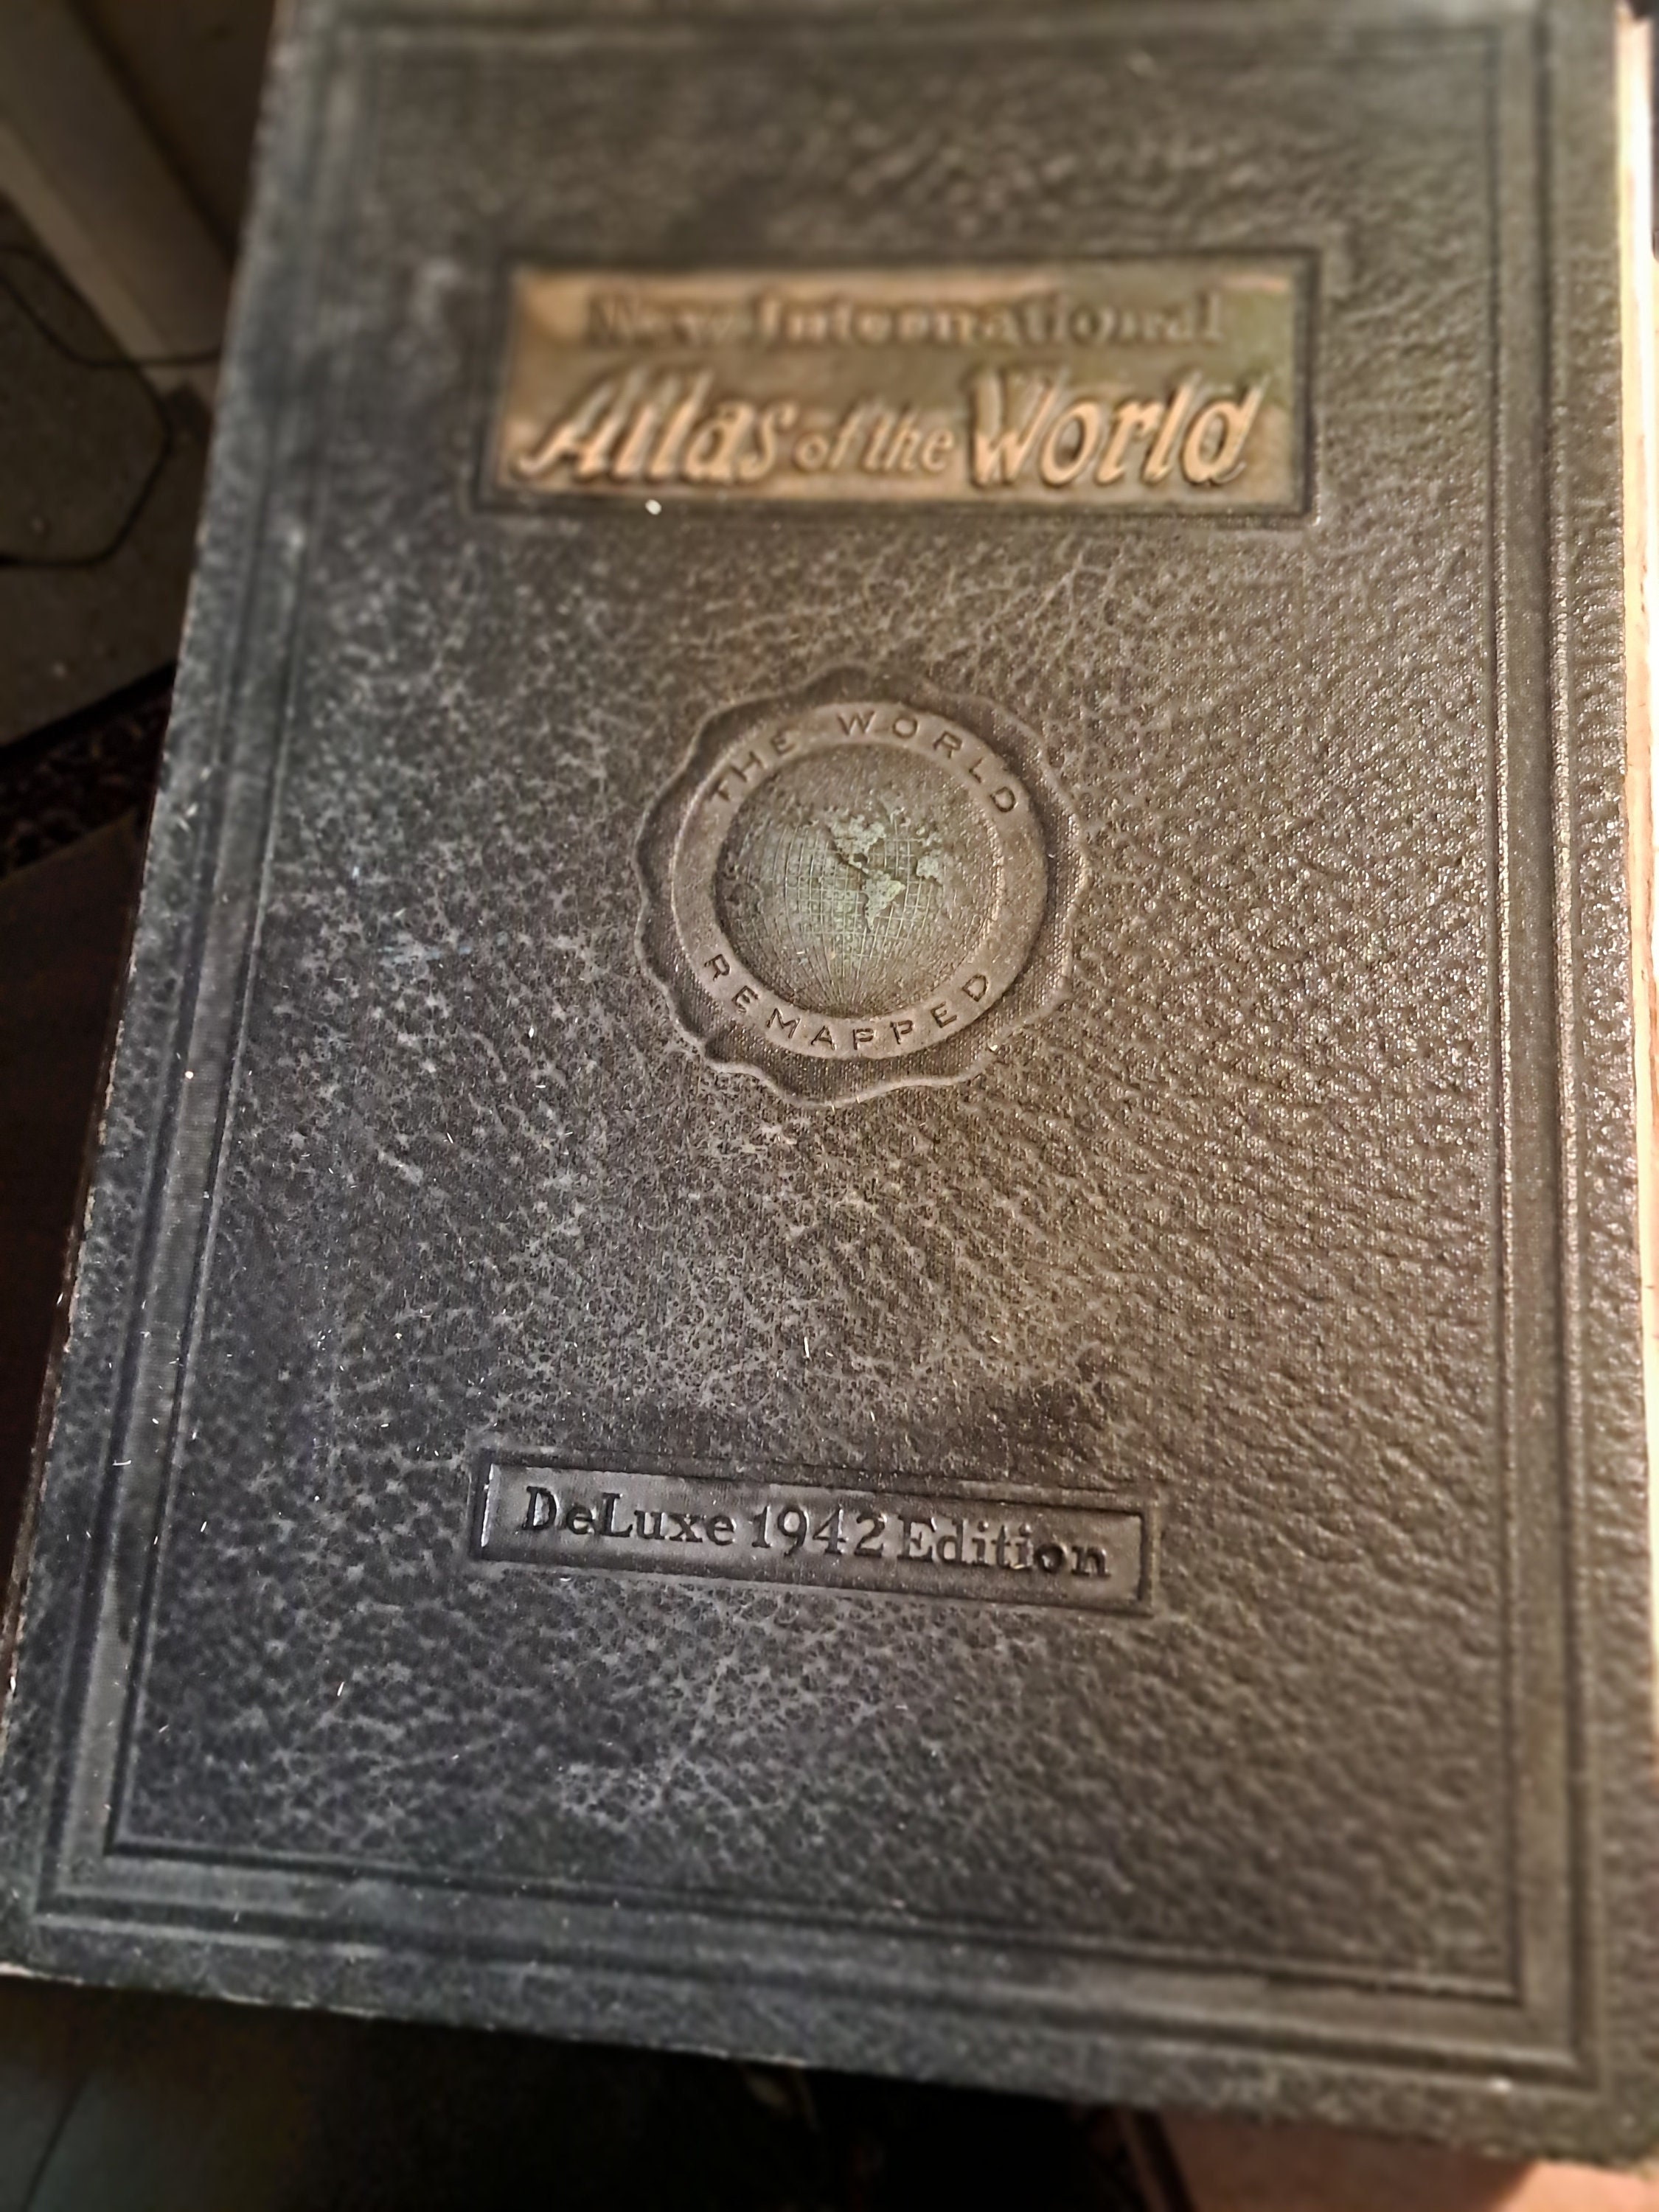 New International
Atlas of the World
THE WORLD
REMAPPED
DeLuxe 1942 Edition